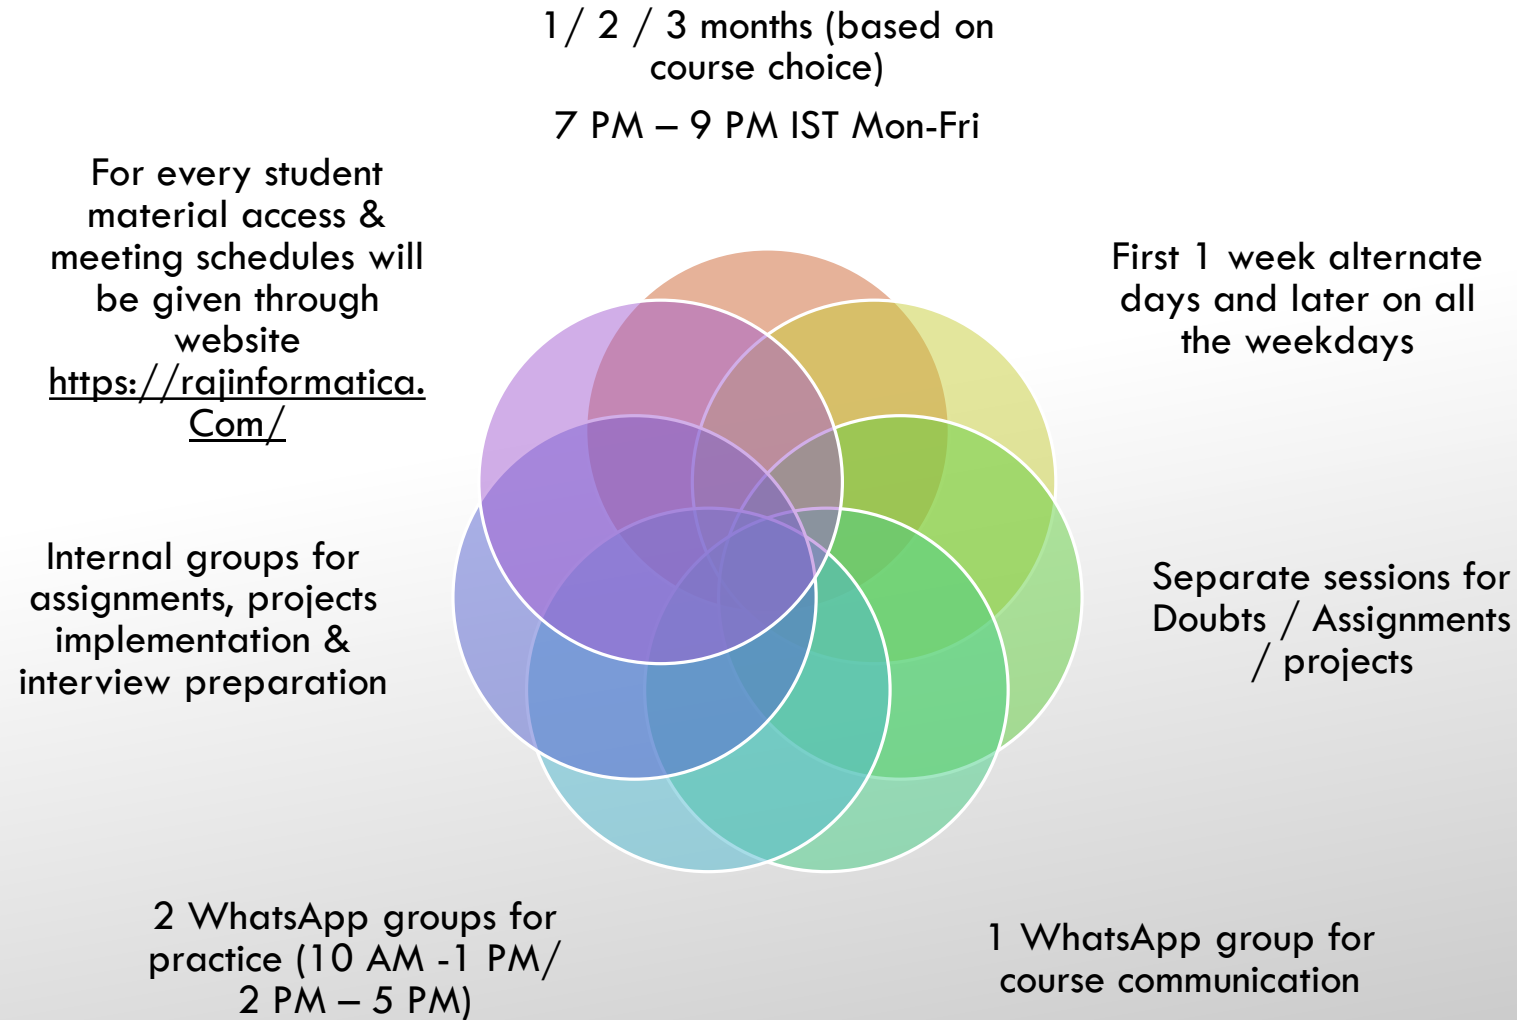 1/ 2 / 3 months (based on
course choice)
7 PM – 9 PM IST Mon-Fri
First 1 week alternate
days and later on all
the weekdays
Separate sessions for
Doubts / Assignments
/ projects
1 WhatsApp group for
course communication
2 WhatsApp groups for
practice (10 AM -1 PM/
2 PM – 5 PM)
Internal groups for
assignments, projects
implementation &
interview preparation
For every student
material access &
meeting schedules will
be given through
website
https://rajinformatica.
Com/